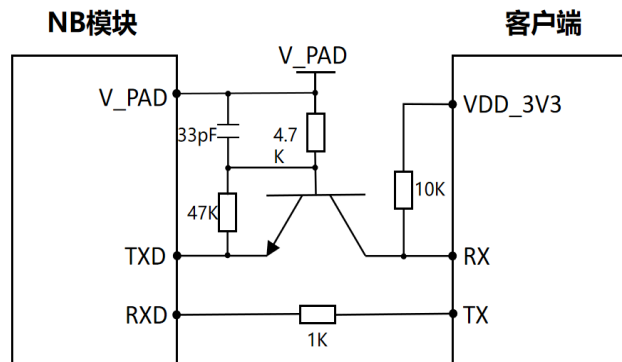 NB模块
客户端
V_PAD
V_PAD
VDD_3V3
33pF
4.7
K
10K
47K
TXD
RX
RXD
TX
1K